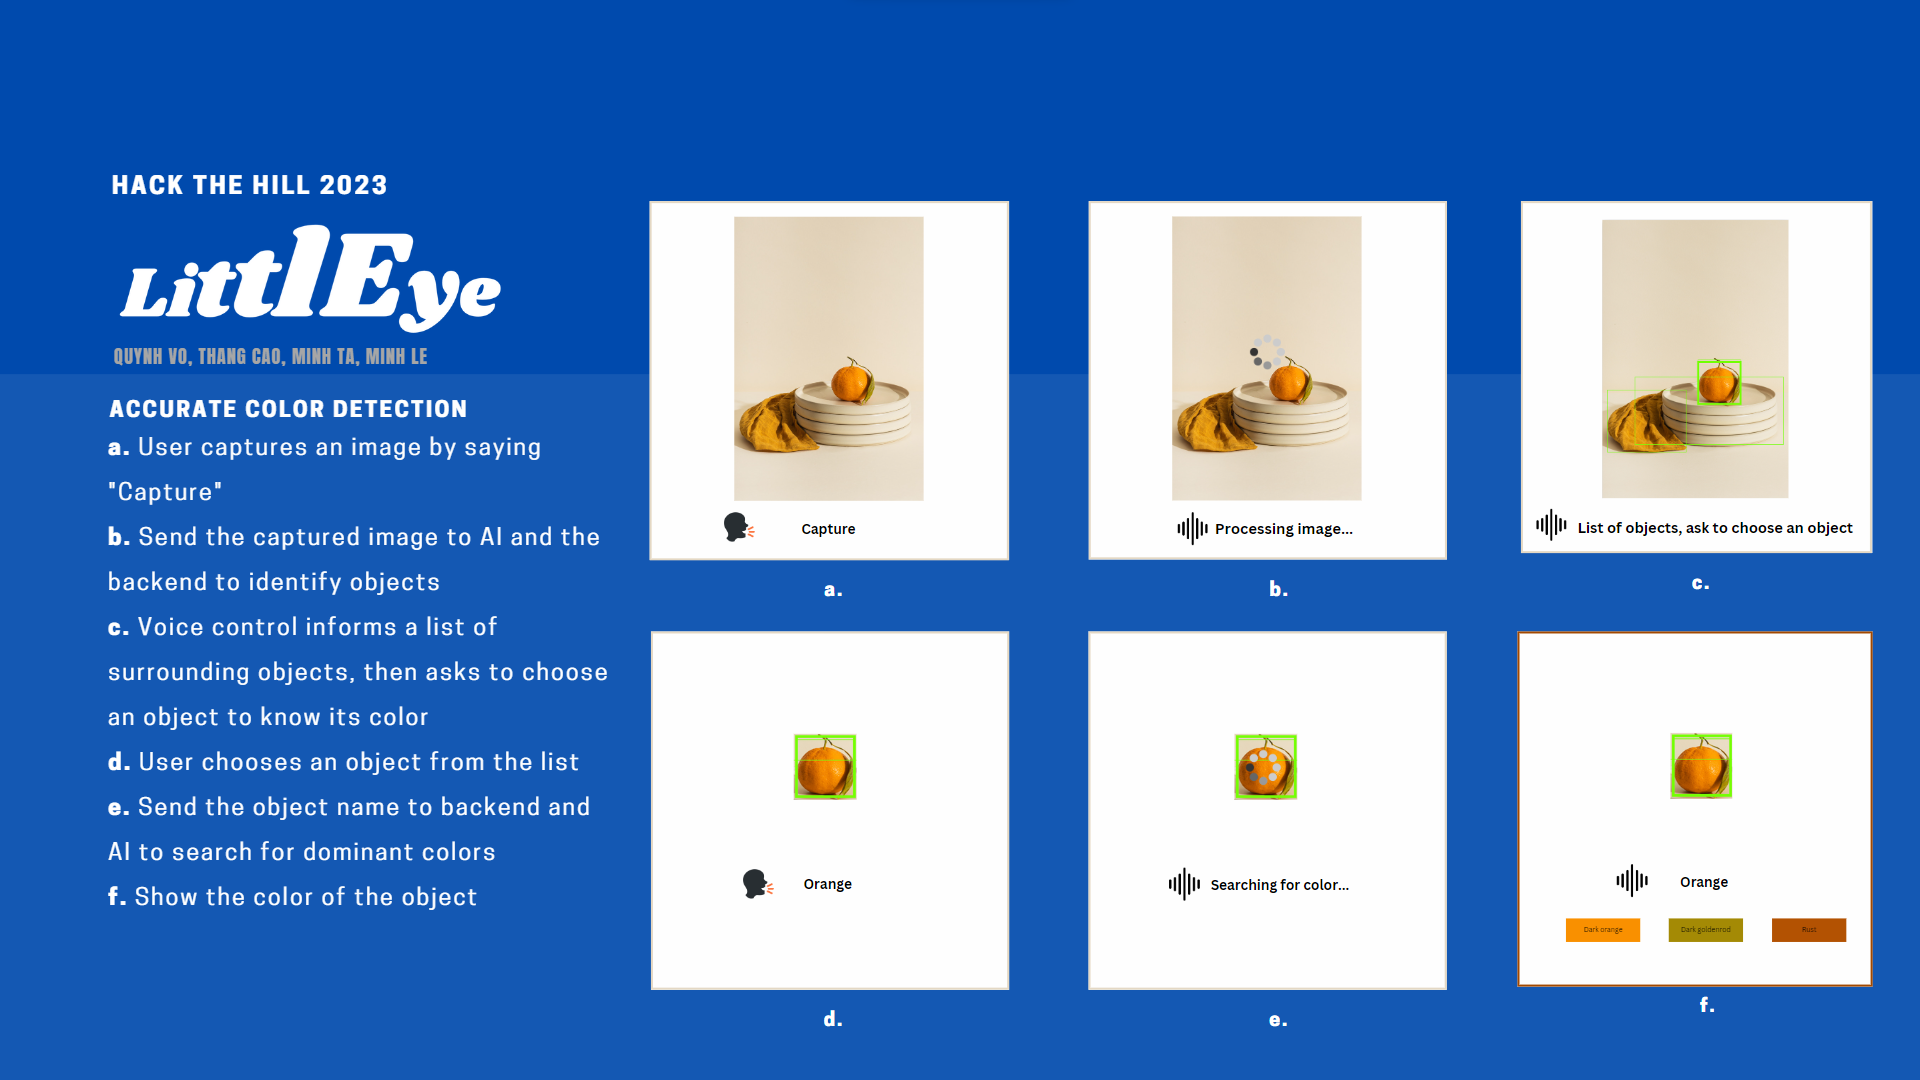 HACK THE HILL 2023
LittlEye
QUYNH VO, THANG CAO, MINH TA, MINH LE
ACCURATE COLOR DETECTION
a. User captures an image by saying
"Capture"
b. Send the captured image to AI and the
backend to identify objects
c. Voice control informs a list of
surrounding objects, then asks to choose
an object to know its color
d. User chooses an object from the list
e. Send the object name to backend and
AI to search for dominant colors
f. Show the color of the object
Capture
a.
Processing image...
b.
List of objects, ask to choose an object
c.
Orange
d.
Searching for color...
e.
Orange
Dark orange
Dark goldenrod
Rust
f.